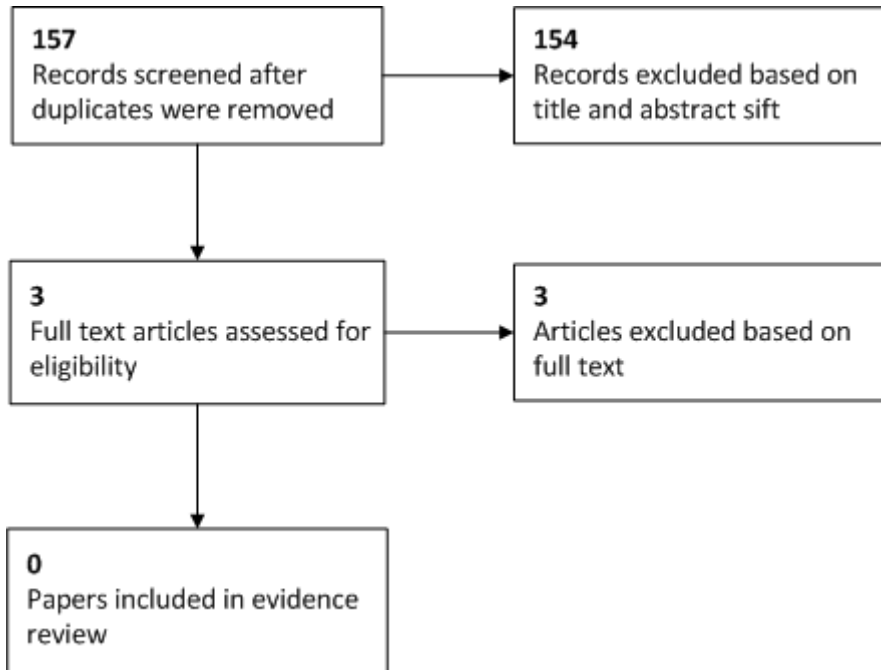 157
Records screened after
duplicates were removed
154
Records excluded based on
title and abstract sift
3
Full text articles assessed for
eligibility
3
Articles excluded based on
full text
0
Papers included in evidence
review